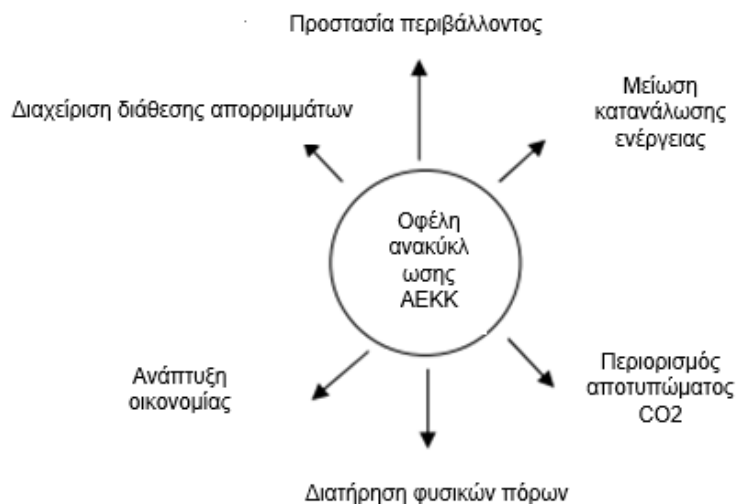 Προστασία περιβάλλοντος
Διαχείριση διάθεσης απορριμμάτων
Μείωση
κατανάλωσης
ενέργειας
Οφέλη
ανακύκλ
ωσης
ΑΕΚΚ
Ανάπτυξη
οικονομίας
Περιορισμός
αποτυπώματος
CO2
Διατήρηση φυσικών πόρων